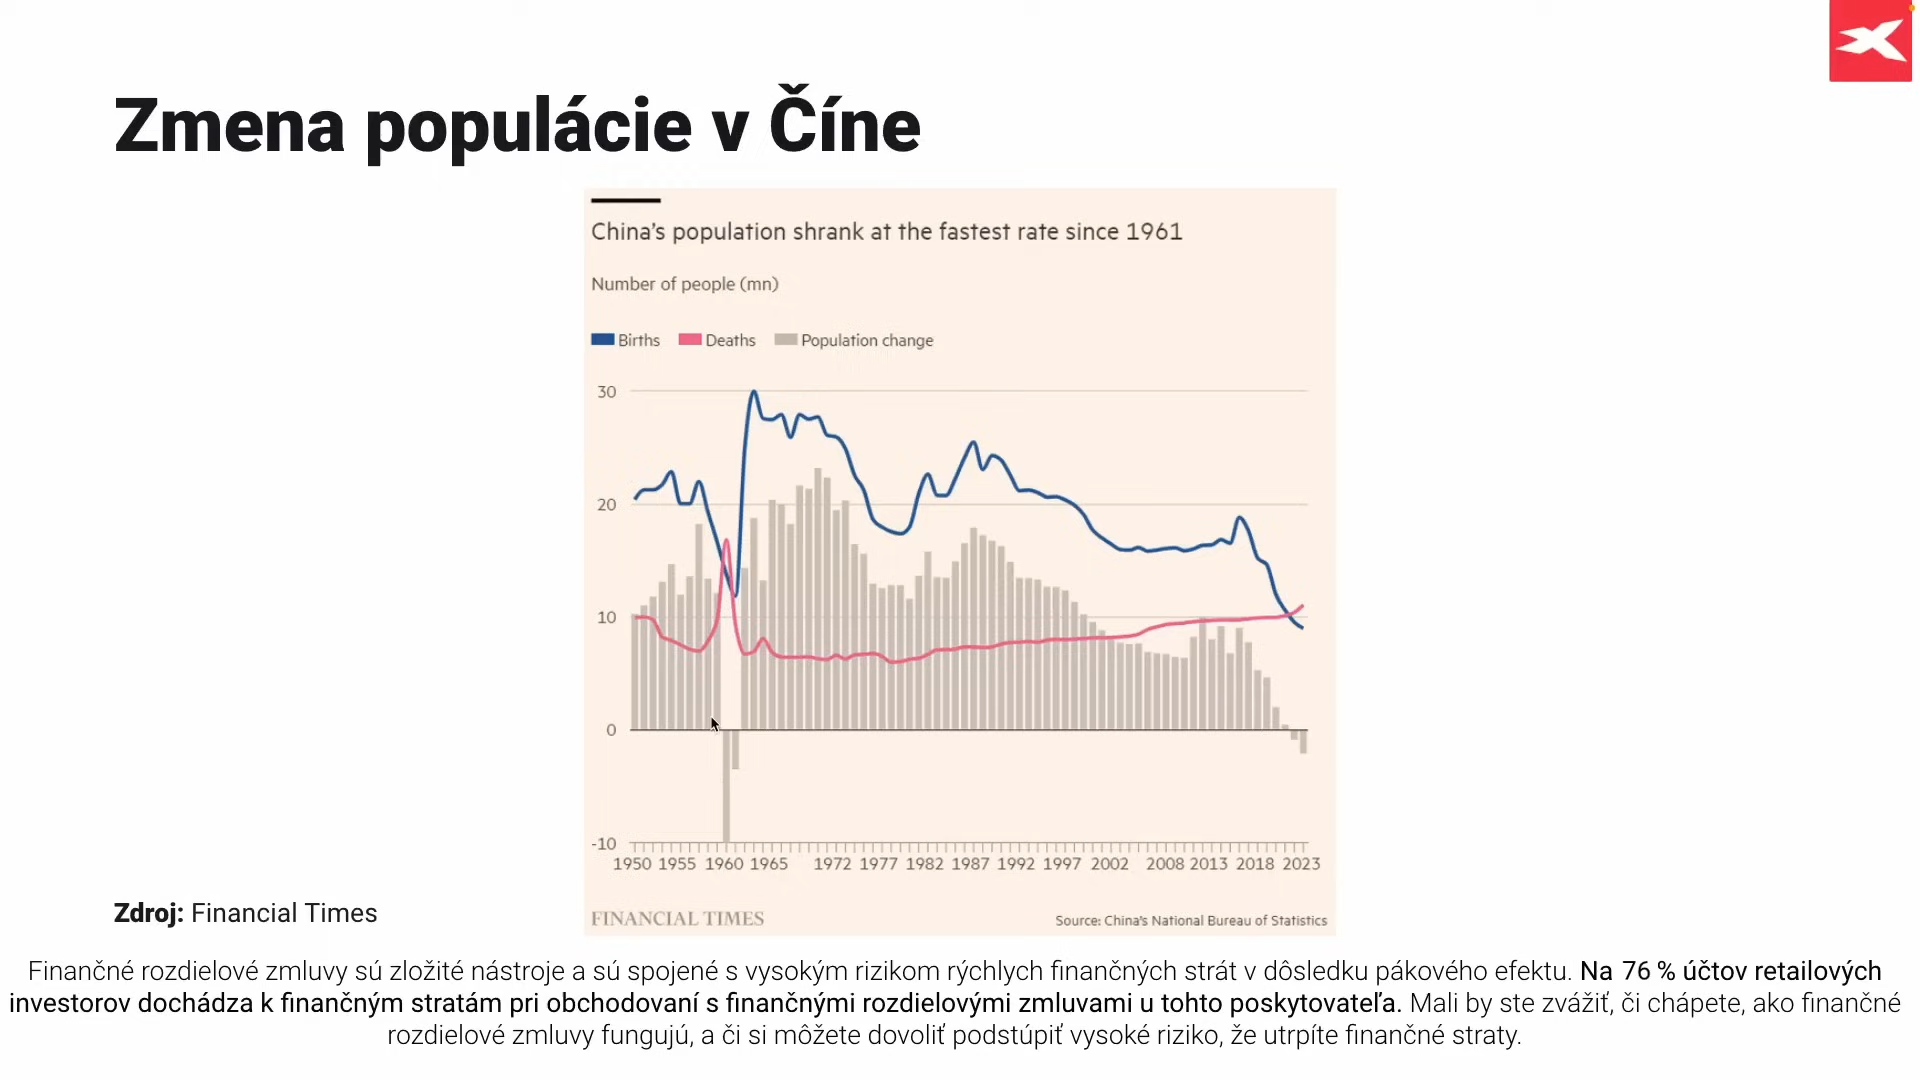 Zmena populácie v Číne
China's population shrank at the fastest rate since 1961
Number of people (mn)
Births Deaths Population change
30
20
10
0
-10
1950 1955 1960 1965 1972 1977 1982 1987 1992 1997 2002 2008 2013 2018 2023
FINANCIAL TIMES
Source: China's National Bureau of Statistics
Zdroj: Financial Times
Finančné rozdielové zmluvy sú zložité nástroje a sú spojené s vysokým rizikom rýchlych finančných strát v dôsledku pákového efektu. Na 76 % účtov retailových
investorov dochádza k finančným stratám pri obchodovaní s finančnými rozdielovými zmluvami u tohto poskytovateľa. Mali by ste zvážiť, či chápete, ako finančné
rozdielové zmluvy fungujú, a či si môžete dovoliť podstúpiť vysoké riziko, že utrpíte finančné straty.